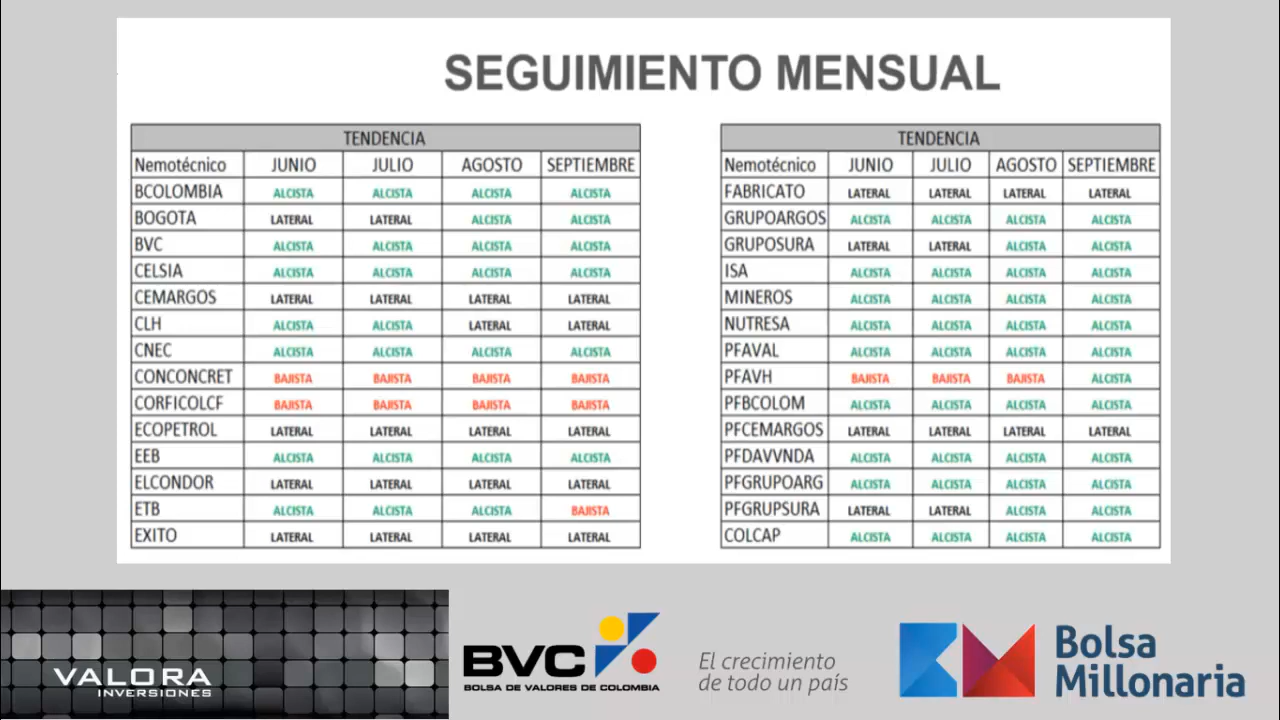 SEGUIMIENTO MENSUAL
TENDENCIA
Nemotécnico JUNIO JULIO AGOSTO SEPTIEMBRE
BCOLOMBIA ALCISTA ALCISTA ALCISTA ALCISTA
BOGOTA LATERAL LATERAL ALCISTA ALCISTA
BVC ALCISTA ALCISTA ALCISTA ALCISTA
CELSIA ALCISTA ALCISTA ALCISTA ALCISTA
CEMARGOS LATERAL LATERAL LATERAL LATERAL
CLH ALCISTA ALCISTA LATERAL LATERAL
CNEC ALCISTA ALCISTA ALCISTA ALCISTA
CONCONCRET BAJISTA BAJISTA BAJISTA BAJISTA
CORFICOLCF BAJISTA BAJISTA BAJISTA BAJISTA
ECOPETROL LATERAL LATERAL LATERAL LATERAL
EEB ALCISTA ALCISTA ALCISTA ALCISTA
ELCONDOR LATERAL LATERAL LATERAL LATERAL
ETB ALCISTA ALCISTA ALCISTA BAJISTA
EXITO LATERAL LATERAL LATERAL LATERAL
TENDENCIA
Nemotécnico JUNIO JULIO AGOSTO SEPTIEMBRE
FABRICATO LATERAL LATERAL LATERAL LATERAL
GRUPOARGOS ALCISTA ALCISTA ALCISTA ALCISTA
GRUPOSURA LATERAL LATERAL ALCISTA ALCISTA
ISA ALCISTA ALCISTA ALCISTA ALCISTA
MINEROS ALCISTA ALCISTA ALCISTA ALCISTA
NUTRESA ALCISTA ALCISTA ALCISTA ALCISTA
PFAVAL ALCISTA ALCISTA ALCISTA ALCISTA
PFAVH BAJISTA BAJISTA BAJISTA ALCISTA
PFBCOLOM ALCISTA ALCISTA ALCISTA ALCISTA
PFCEMARGOS LATERAL LATERAL LATERAL LATERAL
PFDAVVNDA ALCISTA ALCISTA ALCISTA ALCISTA
PFGRUPOARG ALCISTA ALCISTA ALCISTA ALCISTA
PFGRUPSURA LATERAL LATERAL ALCISTA ALCISTA
COLCAP ALCISTA ALCISTA ALCISTA ALCISTA
VALORA
INVERSIONES
BVC
BOLSA DE VALORES DE COLOMBIA
El crecimiento
de todo un país
Bolsa
Millonaria